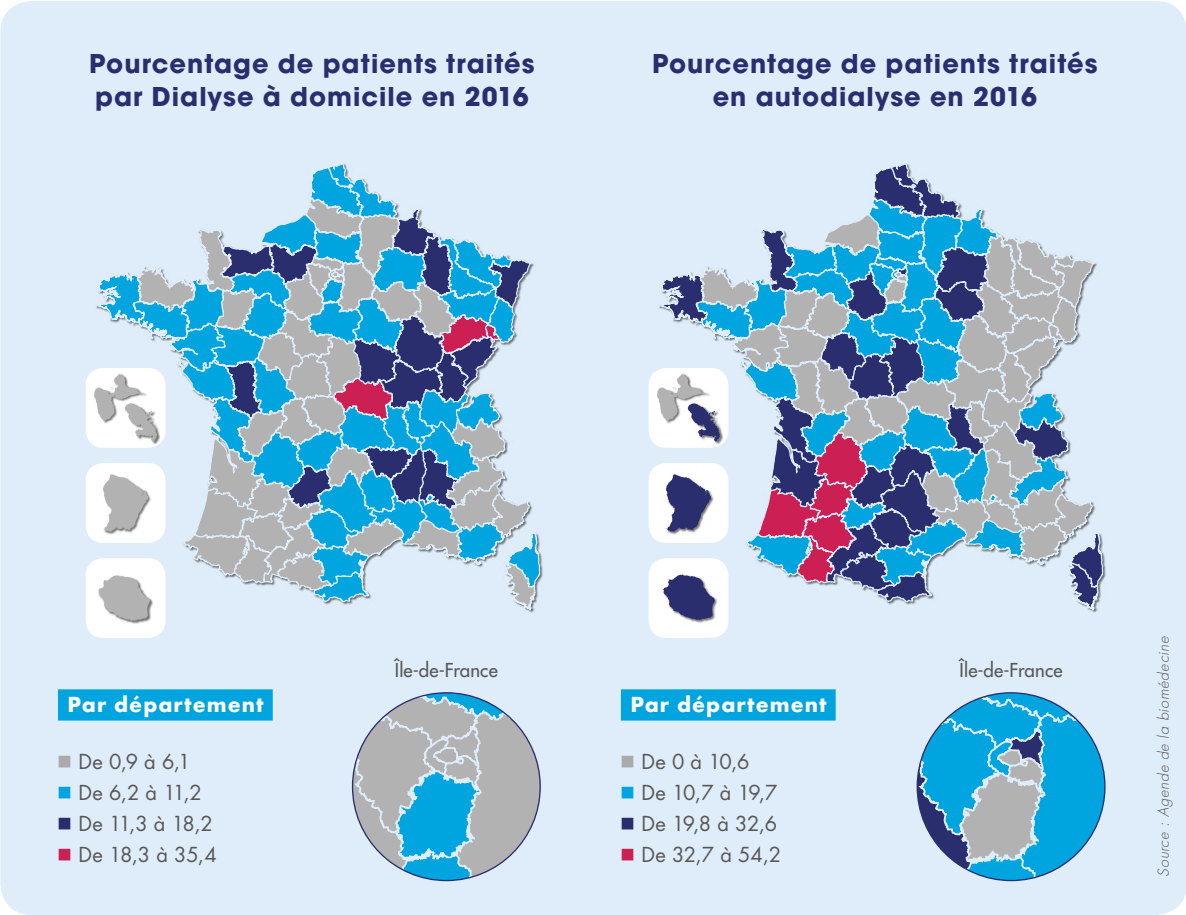 Pourcentage de patients traités
par Dialyse à domicile en 2016
Pourcentage de patients traités
en autodialyse en 2016
Île-de-France
Par département
De 0,9 à 6,1
De 6,2 à 11,2
De 11,3 à 18,2
De 18,3 à 35,4
Île-de-France
Par département
De 0 à 10,6
De 10,7 à 19,7
De 19,8 à 32,6
De 32,7 à 54,2
Source : Agende de la biomédecine